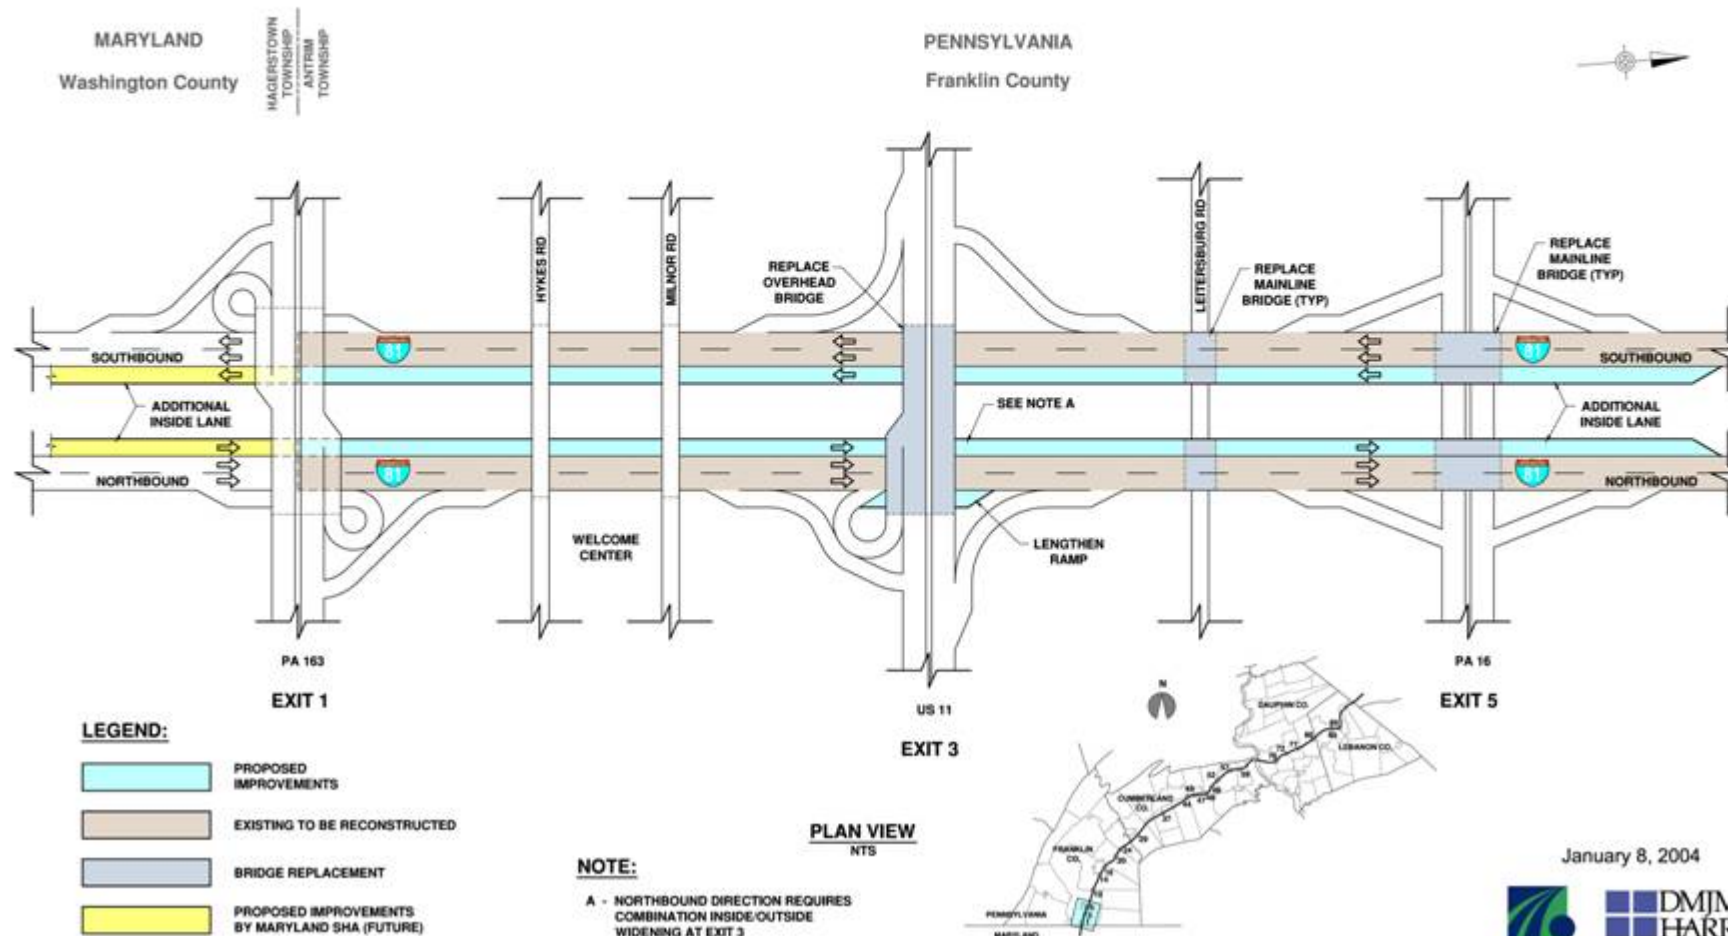 MARYLAND
Washington County
HAGERSTOWN
TOWNSHIP
ANTRIM
TOWNSHIP
PENNSYLVANIA
Franklin County
HYKES RD
MILNOR RD
LEITERSBURG RD
REPLACE
OVERHEAD
BRIDGE
REPLACE
MAINLINE
BRIDGE (TYP)
REPLACE
MAINLINE
BRIDGE (TYP)
SOUTHBOUND
81
81
SOUTHBOUND
ADDITIONAL
INSIDE LANE
SEE NOTE A
ADDITIONAL
INSIDE LANE
NORTHBOUND
81
81
NORTHBOUND
WELCOME
CENTER
LENGTHEN
RAMP
PA 163
EXIT 1
US 11
EXIT 3
PA 16
EXIT 5
LEGEND:
PROPOSED
IMPROVEMENTS
EXISTING TO BE RECONSTRUCTED
BRIDGE REPLACEMENT
PROPOSED IMPROVEMENTS
BY MARYLAND SHA (FUTURE)
PLAN VIEW
NTS
NOTE:
A - NORTHBOUND DIRECTION REQUIRES
COMBINATION INSIDE/OUTSIDE
WIDENING AT EXIT 3
N
DAUPHIN CO.
LEBANON CO.
CUMBERLAND
CO.
FRANKLIN
CO.
PENNSYLVANIA
MARYLAND
January 8, 2004
DMJM
HARR